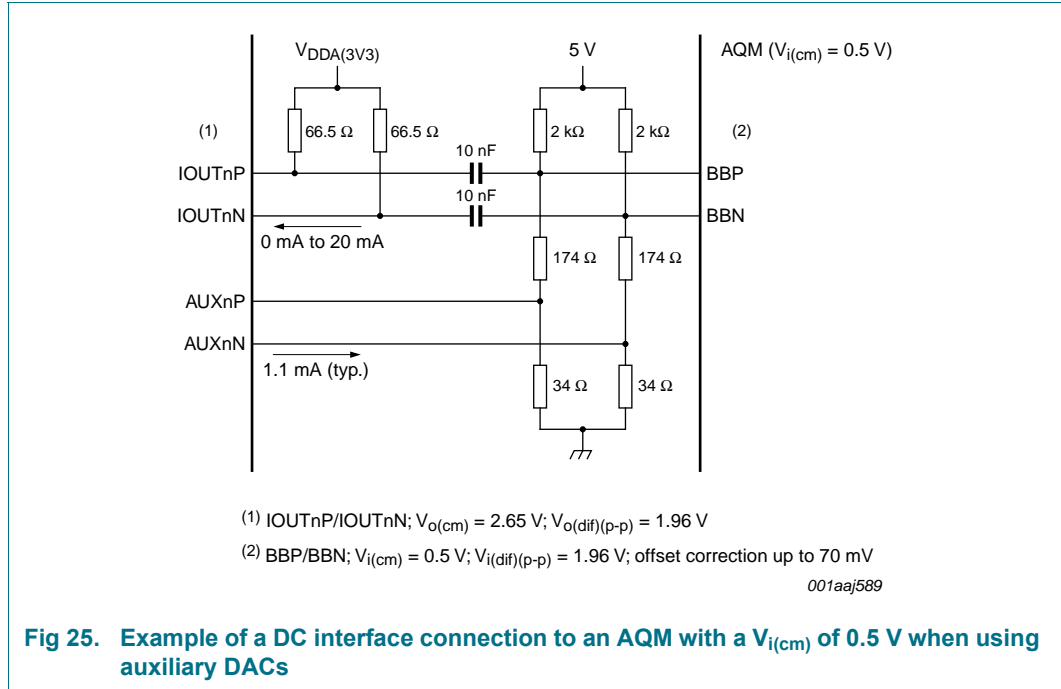 V_DDA(3V3)
5 V
AQM (V_i(cm) = 0.5 V)
(1)
66.5 Ω
66.5 Ω
2 kΩ
2 kΩ
(2)
10 nF
IOUTnP
BBP
10 nF
IOUTnN
BBN
0 mA to 20 mA
174 Ω
174 Ω
AUXnP
AUXnN
1.1 mA (typ.)
34 Ω
34 Ω
(1) IOUTnP/IOUTnN; V_o(cm) = 2.65 V; V_o(dif)(p-p) = 1.96 V
(2) BBP/BBN; V_i(cm) = 0.5 V; V_i(dif)(p-p) = 1.96 V; offset correction up to 70 mV
001aaj589
Fig 25. Example of a DC interface connection to an AQM with a V_i(cm) of 0.5 V when using
auxiliary DACs